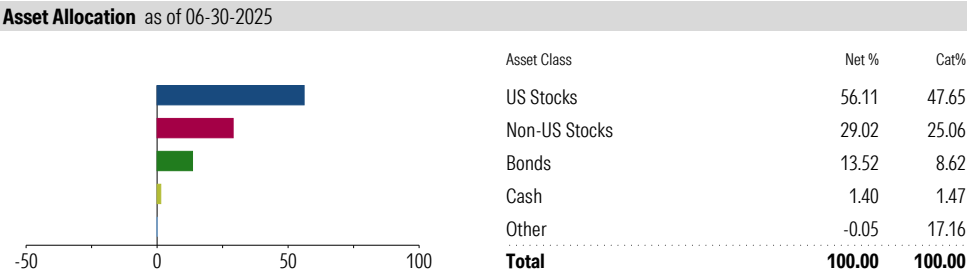 Asset Allocation as of 06-30-2025
Asset Class Net % Cat%
US Stocks 56.11 47.65
Non-US Stocks 29.02 25.06
Bonds 13.52 8.62
Cash 1.40 1.47
Other -0.05 17.16
Total 100.00 100.00
-50 0 50 100